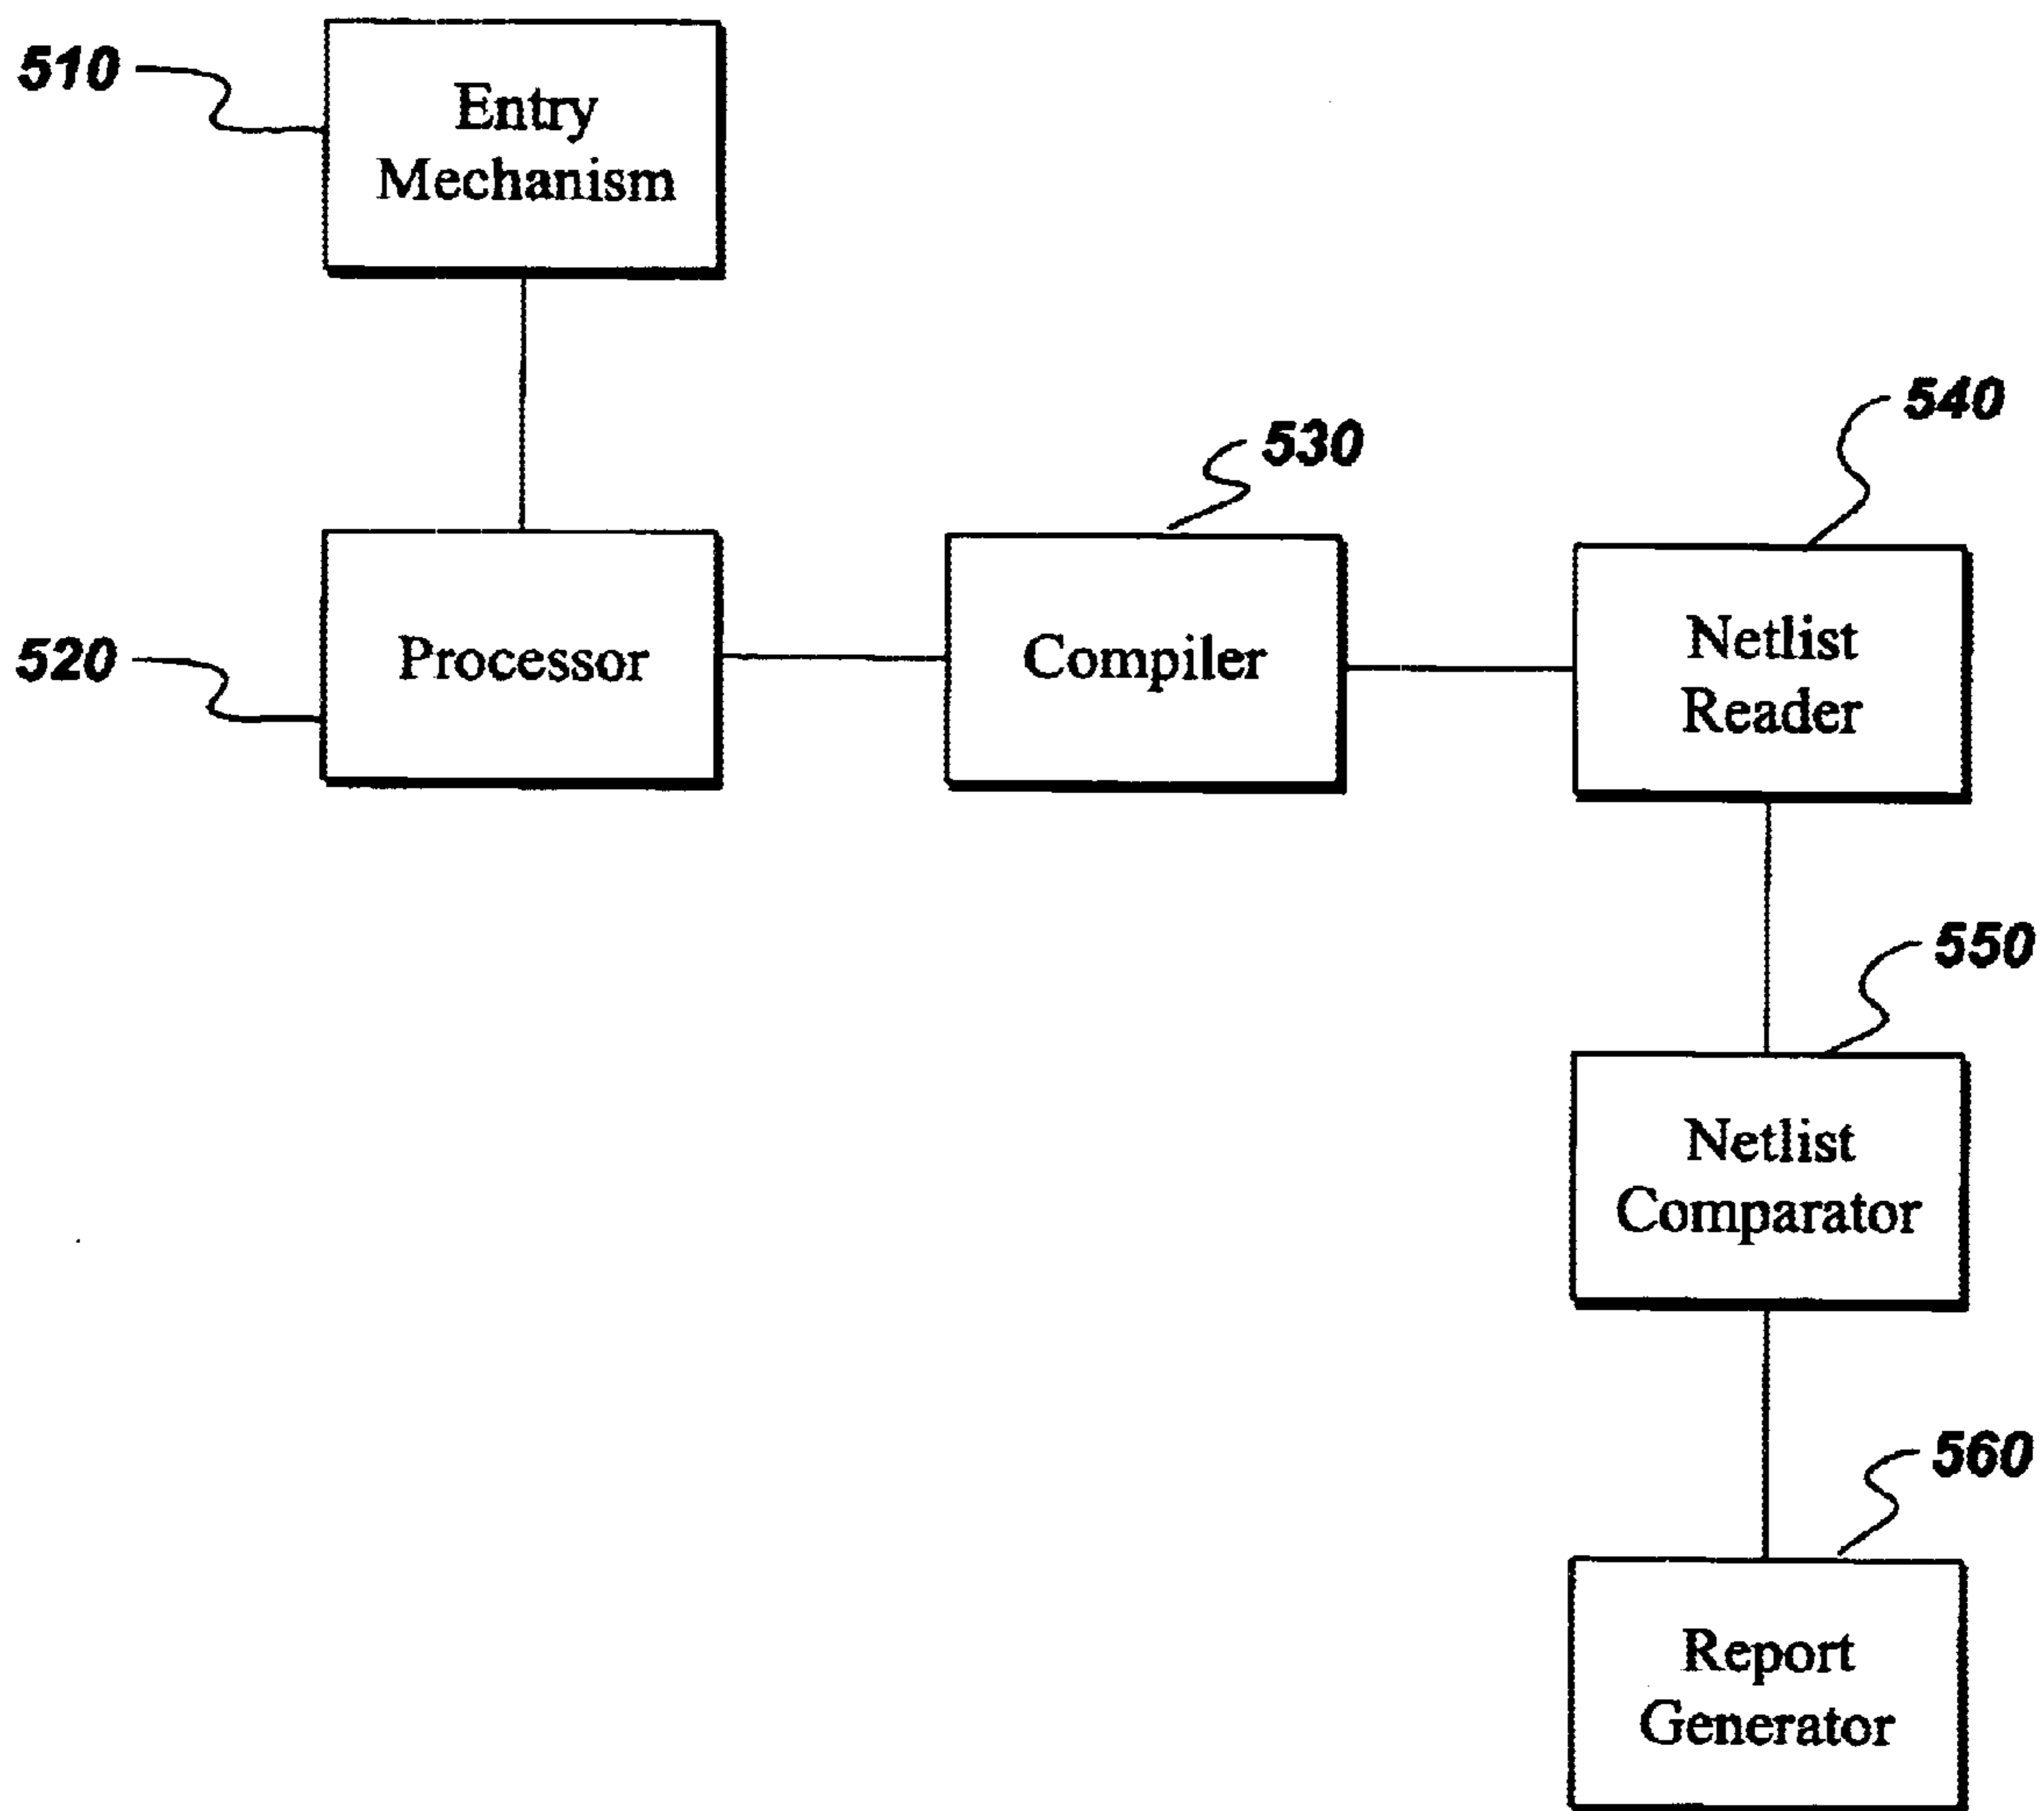 510
Entry
Mechanism
540
530
520
Processor
Compiler
Netlist
Reader
550
Netlist
Comparator
560
Report
Generator